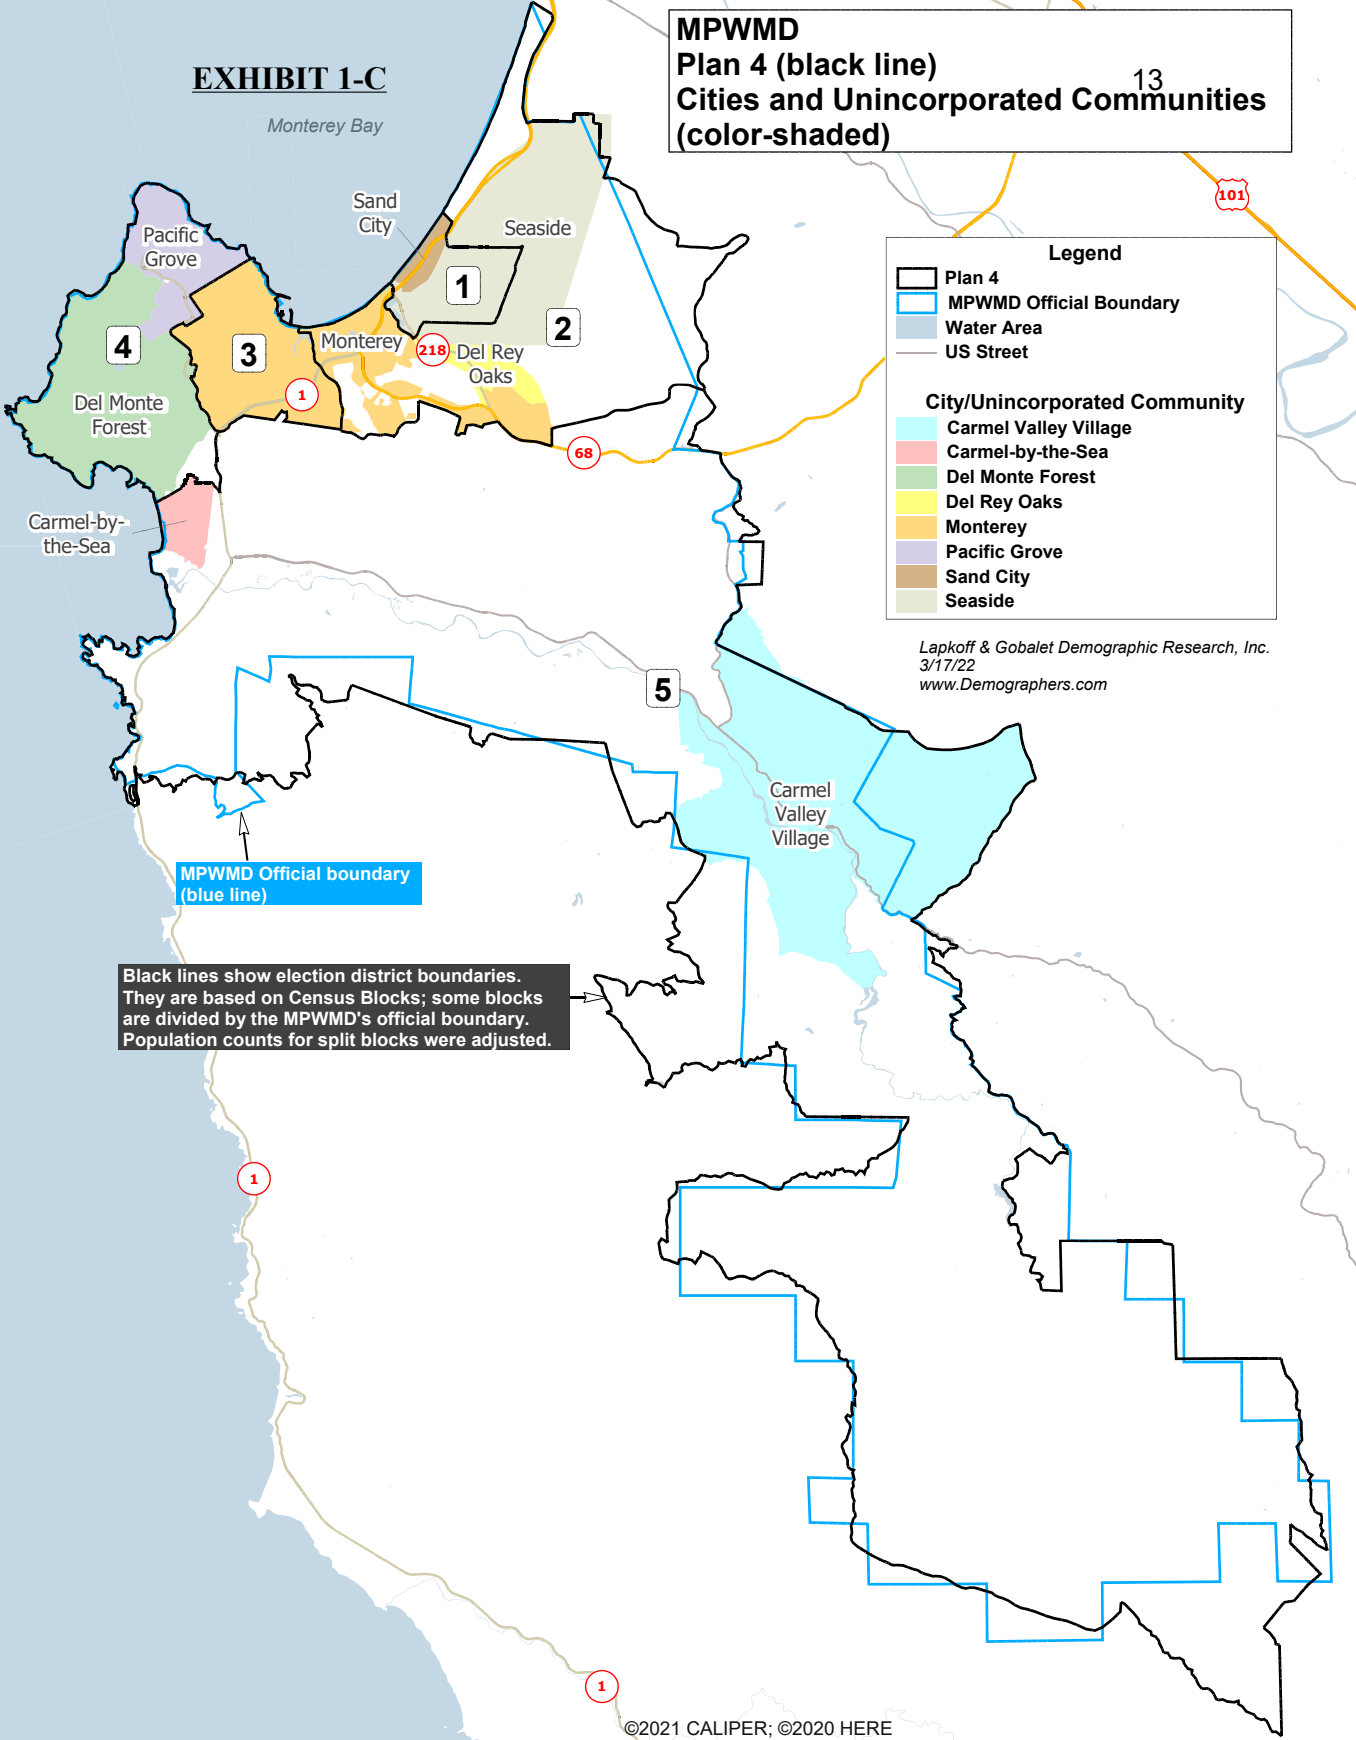 MPWMD
Plan 4 (black line)
13
Cities and Unincorporated Communities
(color-shaded)
EXHIBIT 1-C
Monterey Bay
101
Sand
City
Seaside
Pacific
Grove
Legend
Plan 4
MPWMD Official Boundary
Water Area
US Street
City/Unincorporated Community
Carmel Valley Village
Carmel-by-the-Sea
Del Monte Forest
Del Rey Oaks
Monterey
Pacific Grove
Sand City
Seaside
1
2
4
3
Monterey
218
Del Rey
Oaks
1
Del Monte
Forest
68
Carmel-by-
the-Sea
Lapkoff & Gobalet Demographic Research, Inc.
3/17/22
www.Demographers.com
5
Carmel
Valley
Village
MPWMD Official boundary
(blue line)
Black lines show election district boundaries.
They are based on Census Blocks; some blocks
are divided by the MPWMD's official boundary.
Population counts for split blocks were adjusted.
1
1
©2021 CALIPER; ©2020 HERE